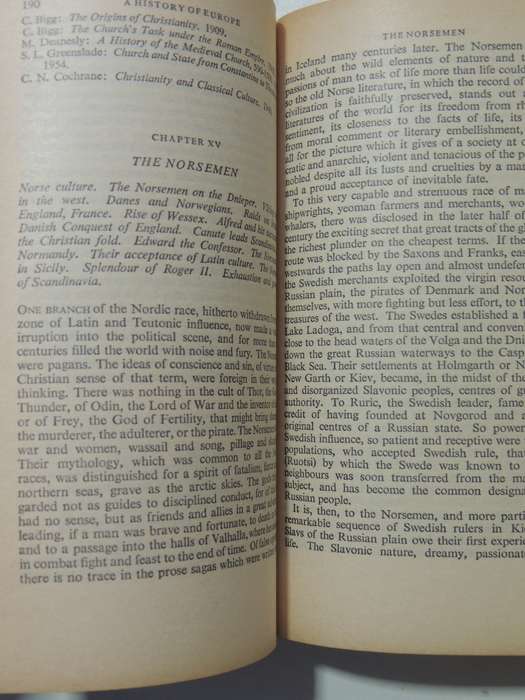 190
A HISTORY OF EUROPE
C. Bigg: The Origins of Christianity. 1909.
C. Bigg: The Church's Task under the Roman Empire.
M. Deanesly: A History of the Medieval Church, 590-
S. L. Greenslade: Church and State from Constantine to
1954.
C. N. Cochrane: Christianity and Classical Culture.
CHAPTER XV
THE NORSEMEN
Norse culture. The Norsemen on the Dnieper,
in the west. Danes and Norwegians. Raids on
England, France. Rise of Wessex. Alfred and his
Danish Conquest of England. Canute leads Scandinavia
the Christian fold. Edward the Confessor. The
Normandy. Their acceptance of Latin culture. The
in Sicily. Splendour of Roger II. Exhaustion and
of Scandinavia.
ONE BRANCH of the Nordic race, hitherto withdrawn
zone of Latin and Teutonic influence, now made a
irruption into the political scene, and for more than
centuries filled the world with noise and fury. The
were pagans. The ideas of conscience and sin, of
Christian sense of that term, were foreign in their
thinking. There was nothing in the cult of Thor, the
Thunder, of Odin, the Lord of War and the inventor of
or of Frey, the God of Fertility, that might bring
the murderer, the adulterer, or the pirate. The Norsemen
war and women, wassail and song, pillage and
Their mythology, which was common to all the
races, was distinguished for a spirit of fatalism,
northern seas, grave as the arctic skies. The gods
garded not as guides to disciplined conduct, for of
had no sense, but as friends and allies in a great
leading, if a man was brave and fortunate, to death
and to a passage into the halls of Valhalla, where
in combat fight and feast to the end of time. Of false
there is no trace in the prose sagas which were
THE NORSEMEN
in Iceland many centuries later. The Norsemen
much about the wild elements of nature and
passions of man to ask of life more than life could
so the old Norse literature, in which the record of
civilization is faithfully preserved, stands out
literatures of the world for its freedom from
sentiment, its closeness to the facts of life, its
from moral comment or literary embellishment,
all for the picture which it gives of a society at
cratic and anarchic, violent and tenacious of the
nobled despite all its lusts and cruelties by a
and a proud acceptance of inevitable fate.
To this very capable and strenuous race of
shipwrights, yeoman farmers and merchants,
whalers, there was disclosed in the later half of
century the exciting secret that great tracts of the
the richest plunder on the cheapest terms. If the
route was blocked by the Saxons and Franks,
westwards the paths lay open and almost
the Swedish merchants exploited the virgin
Russian plain, the pirates of Denmark and
themselves, with more fighting but less effort, to
treasures of the west. The Swedes established a
Lake Ladoga, and from that central and
close to the head waters of the Volga and the
down the great Russian waterways to the
Black Sea. Their settlements at Holmgarth or
New Garth or Kiev, became, in the midst of the
and disorganized Slavonic peoples, centres of
authority. To Ruric, the Swedish leader,
credit of having founded at Novgorod and
original centres of a Russian state. So
Swedish influence, so patient and receptive were
populations, who accepted Swedish rule, that
(Ruotsi) by which the Swede was known to
neighbours was soon transferred from the
subject, and has become the common
Russian people.
It is, then, to the Norsemen, and more
remarkable sequence of Swedish rulers in
Slavs of the Russian plain owe their first
life. The Slavonic nature, dreamy,